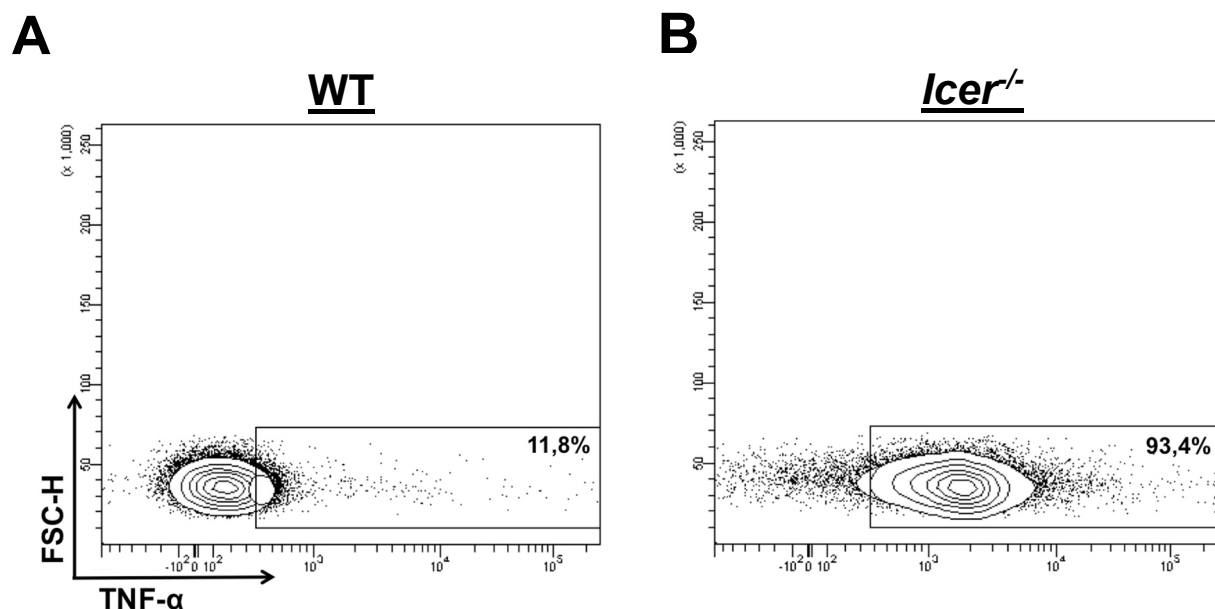 A
WT
(x 1,000)
250
200
150
100
50
11,8%
FSC-H
-10² 0 10²
10³
10⁴
10⁵
TNF-α
B
Icer⁻/⁻
(x 1,000)
250
200
150
100
50
93,4%
-10² 0 10²
10³
10⁴
10⁵